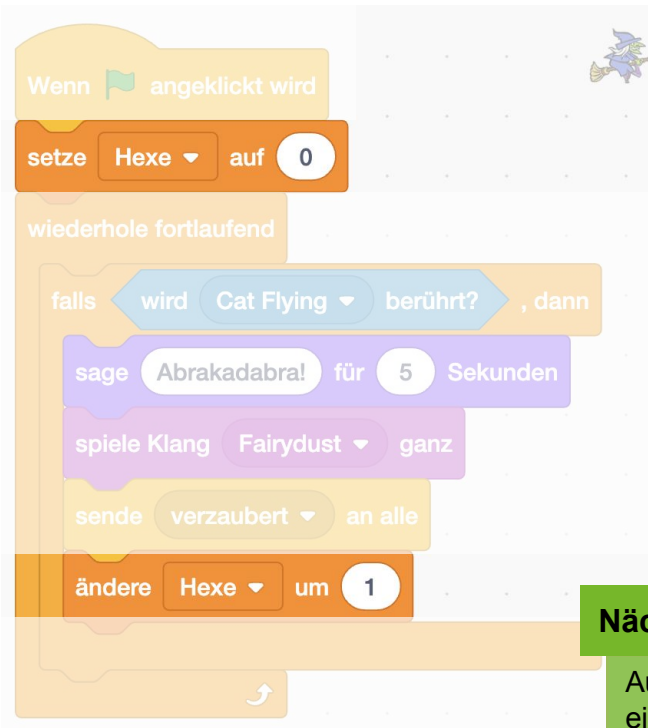 Wenn angeklickt wird
setze Hexe auf 0
wiederhole fortlaufend
falls wird Cat Flying berührt? , dann
sage Abrakadabra! für 5 Sekunden
spiele Klang Fairydust ganz
sende verzaubert an alle
ändere Hexe um 1